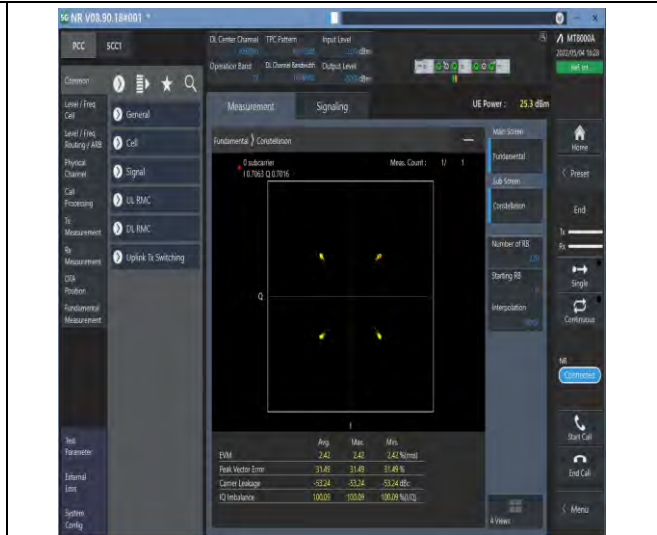 5G NR V08.90.18#001 *
PCC SCC1
DL Center Channel TPC Pattern Input Level
dBm
Operation Band DL Channel Bandwidth Output Level
dBm
MT8000A
2022/05/04
Common
Level / Freq
Cell
Level / Freq
Routing / ARB
Physical
Channel
Call
Processing
Tx
Measurement
Rx
Measurement
OTA
Position
Fundamental
Measurement
Test
Parameter
External
Loss
System
Config
General
Cell
Signal
UL RMC
DL RMC
Uplink Tx Switching
Measurement Signaling UE Power : 25.3 dBm
Fundamental Constellation
0 subcarrier Meas. Count : 1/ 1
I 0.7063 Q 0.7016
Q
I
Avg. Max. Min.
EVM 2.42 2.42 2.42 %(rms)
Peak Vector Error 31.49 31.49 31.49 %
Carrier Leakage -53.24 -53.24 -53.24 dBc
IQ Imbalance 100.09 100.09 100.09 %(I/Q)
Main Screen
Fundamental
Sub Screen
Constellation
Number of RB
Starting RB
Interpolation
4 Views
Home
Preset
End
Tx
Rx
Single
Continuous
NR
Connected
Start Call
End Call
Menu